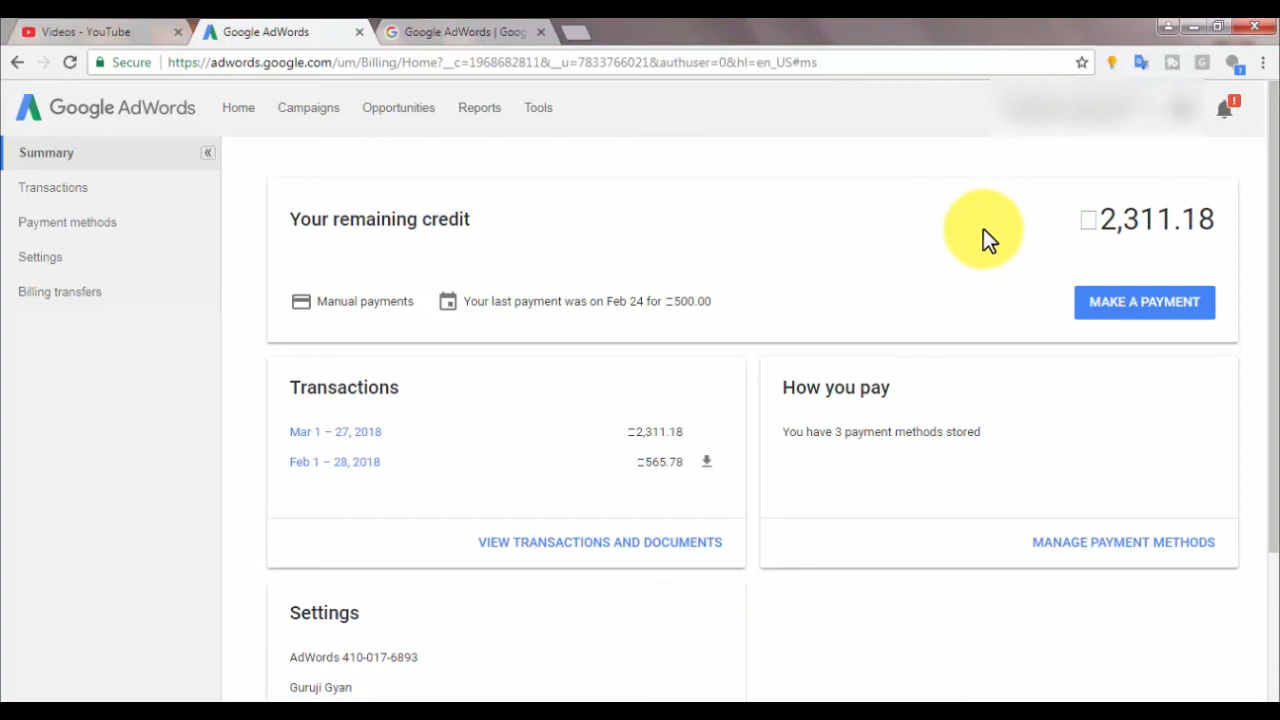 Videos - YouTube
Google AdWords
Google AdWords | Goog
Secure
https://adwords.google.com/um/Billing/Home?__c=1968682811&__u=7833766021&authuser=0&hl=en_US#ms
Google AdWords
Home
Campaigns
Opportunities
Reports
Tools
Summary
Transactions
Payment methods
Settings
Billing transfers
Your remaining credit
2,311.18
Manual payments
Your last payment was on Feb 24 for 500.00
MAKE A PAYMENT
Transactions
Mar 1 – 27, 2018 2,311.18
Feb 1 – 28, 2018 565.78
VIEW TRANSACTIONS AND DOCUMENTS
How you pay
You have 3 payment methods stored
MANAGE PAYMENT METHODS
Settings
AdWords 410-017-6893
Guruji Gyan